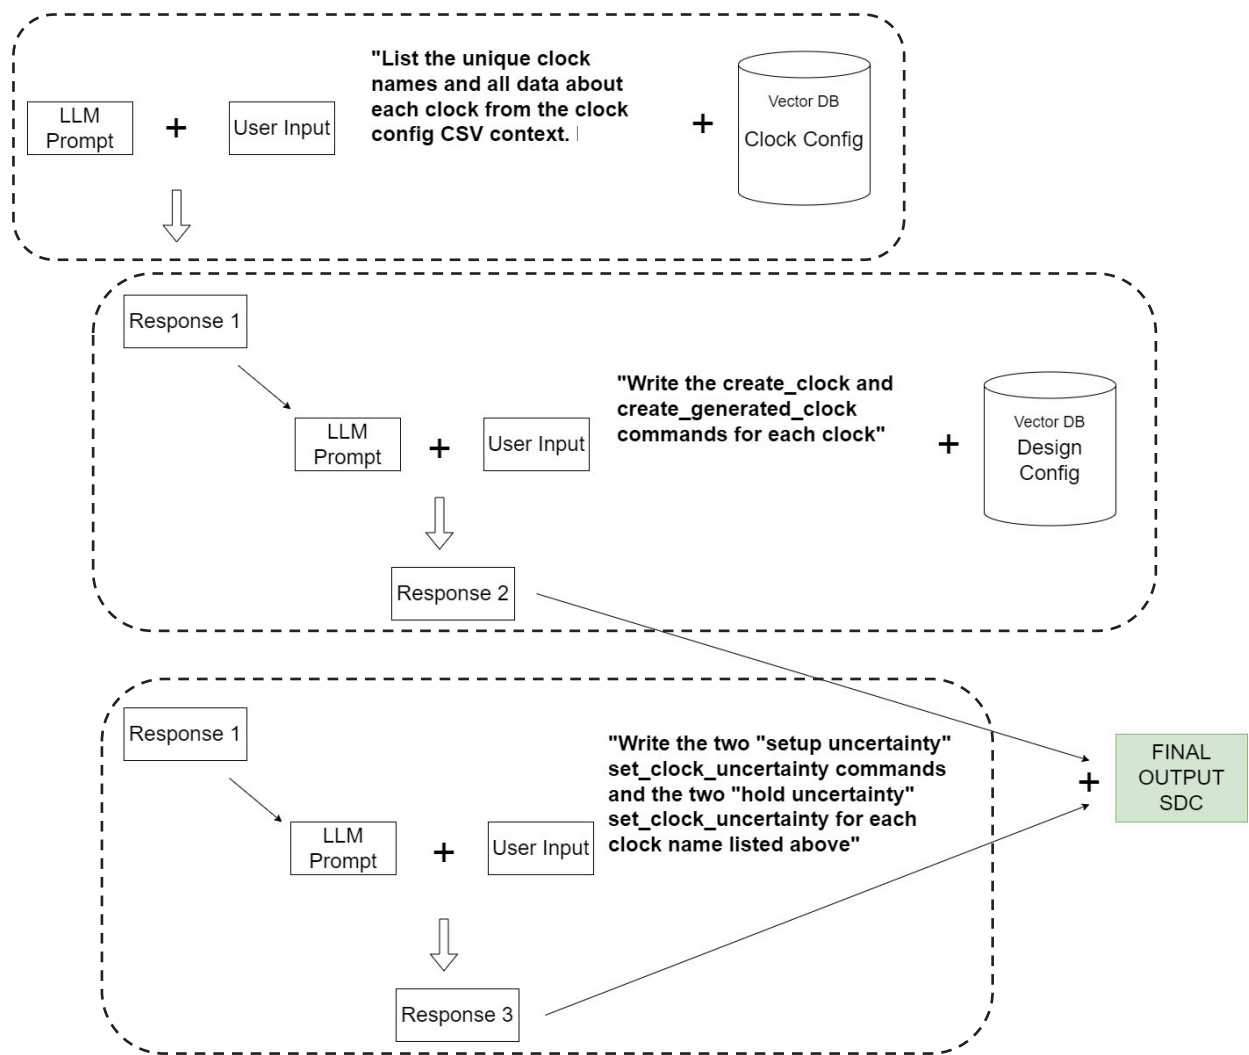 "List the unique clock
names and all data about
each clock from the clock
config CSV context.
LLM
Prompt
+
User Input
+
Vector DB
Clock Config
Response 1
"Write the create_clock and
create_generated_clock
commands for each clock"
LLM
Prompt
+
User Input
+
Vector DB
Design
Config
Response 2
Response 1
"Write the two "setup uncertainty"
set_clock_uncertainty commands
and the two "hold uncertainty"
set_clock_uncertainty for each
clock name listed above"
LLM
Prompt
+
User Input
Response 3
+
FINAL
OUTPUT
SDC